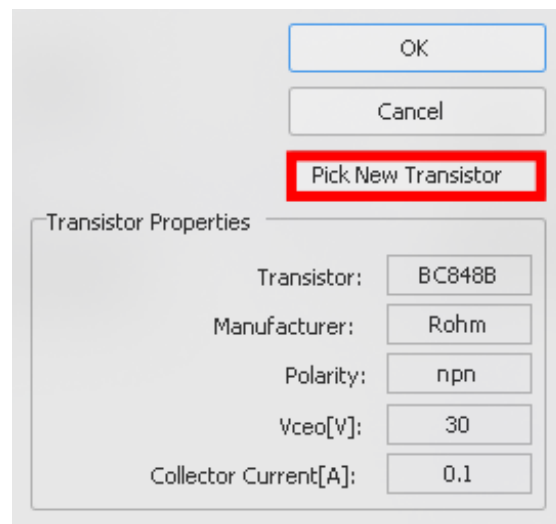 OK
Cancel
Pick New Transistor
Transistor Properties
Transistor: BC848B
Manufacturer: Rohm
Polarity: npn
Vceo[V]: 30
Collector Current[A]: 0.1